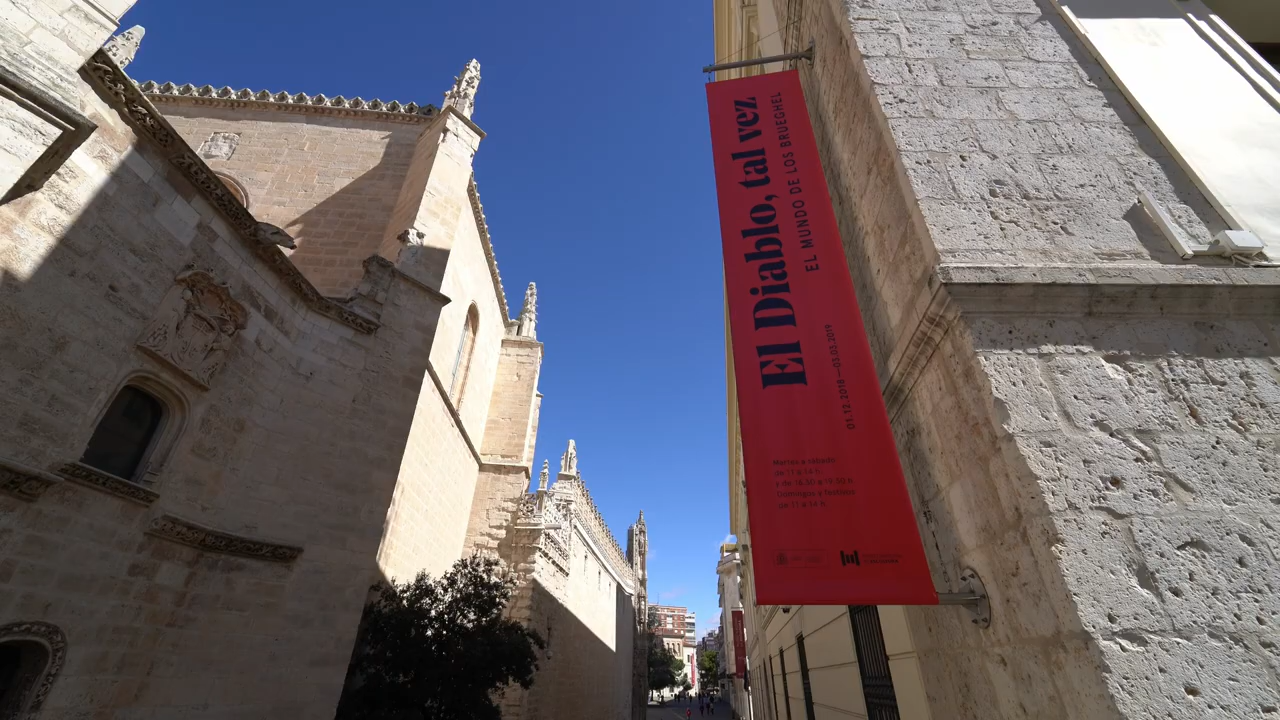 El Diablo, tal vez
EL MUNDO DE LOS BRUEGHEL
01.12.2018—03.03.2019
Martes a sábado
de 11 a 14 h.
y de 16.30 a 19.30 h.
Domingos y festivos
de 11 a 14 h.